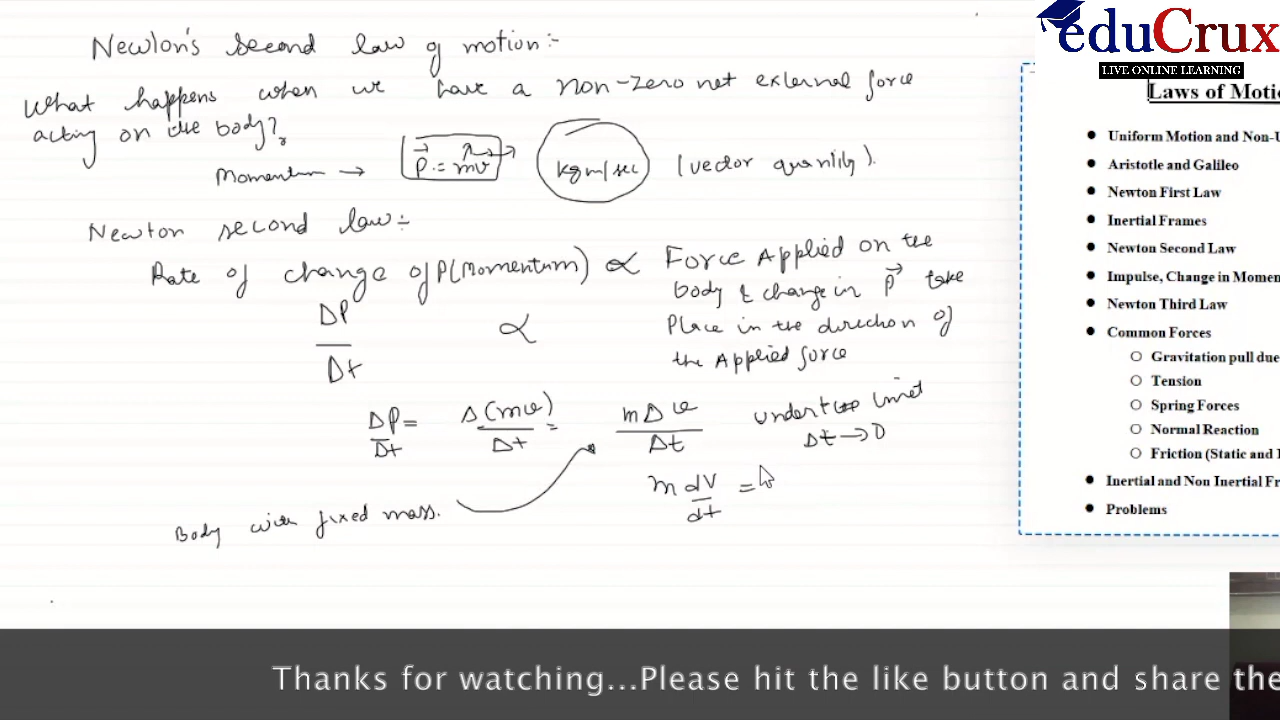 Newton's second law of motion :-
What happens when we have a non-zero net external force
acting on the body?
Momentum → p = mv kgm/sec (vector quantity).
Newton second law :-
Rate of change of P(Momentum) ∝ Force Applied on the
body & change in p take
Place in the direction of
the Applied force
ΔP/Δt ∝
ΔP/Δt = Δ(mv)/Δt = mΔv/Δt under the limit
Δt → 0
m dv/dt =
Body with fixed mass.
eduCrux
LIVE ONLINE LEARNING
Laws of Moti
● Uniform Motion and Non-U
● Aristotle and Galileo
● Newton First Law
● Inertial Frames
● Newton Second Law
● Impulse, Change in Momen
● Newton Third Law
● Common Forces
○ Gravitation pull due
○ Tension
○ Spring Forces
○ Normal Reaction
○ Friction (Static and
● Inertial and Non Inertial Fr
● Problems
Thanks for watching...Please hit the like button and share the